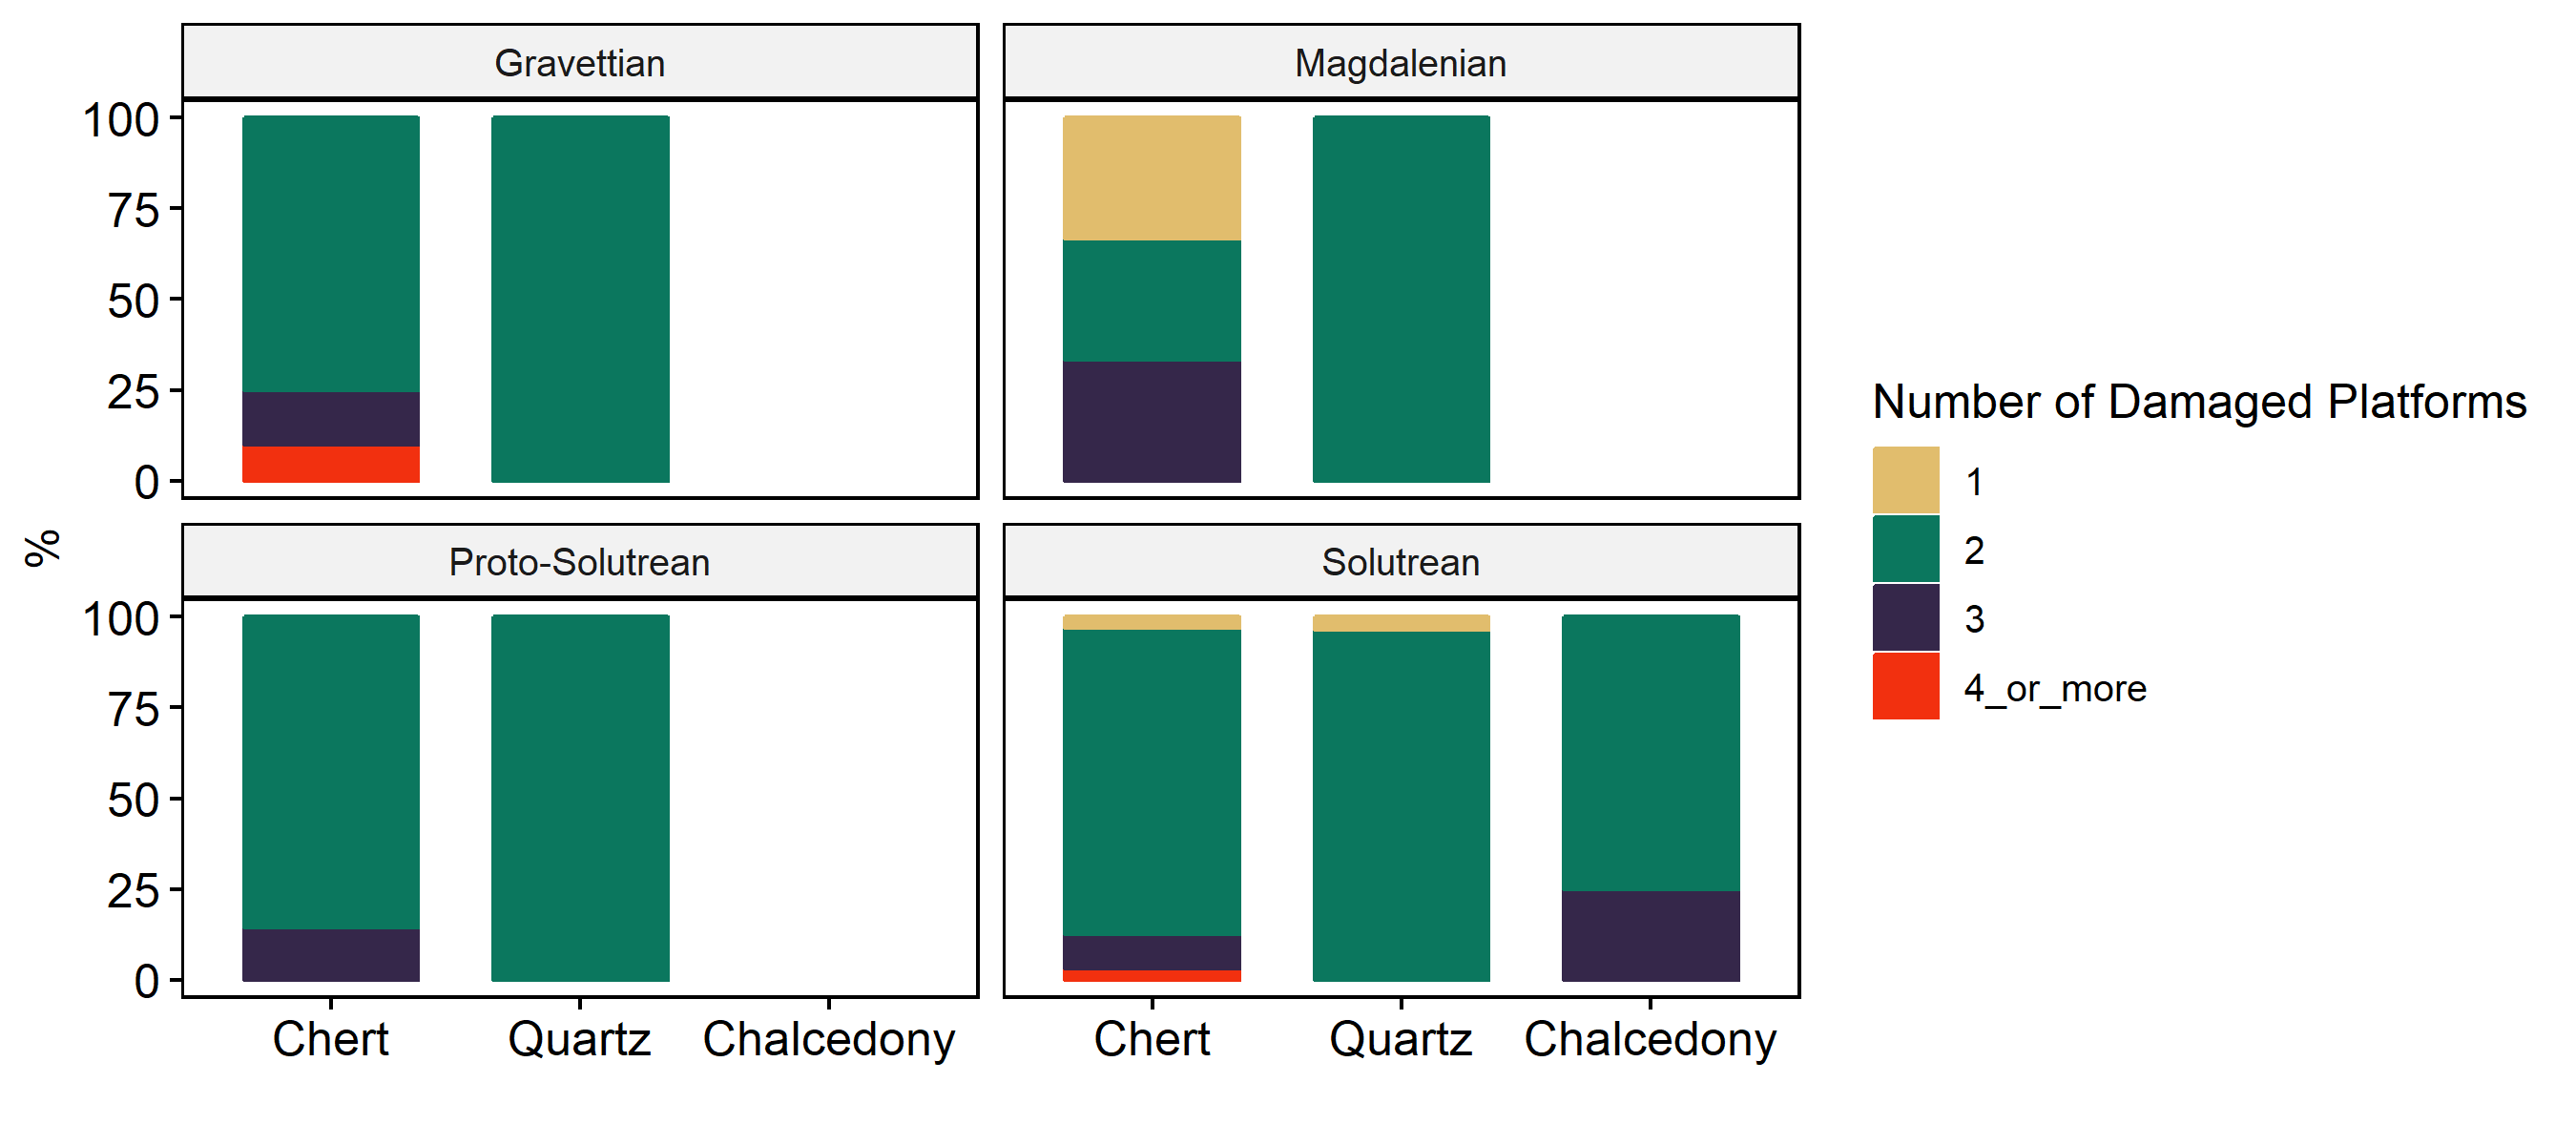 Gravettian
Magdalenian
100
75
50
25
0
%
Proto-Solutrean
Solutrean
100
75
50
25
0
Chert
Quartz
Chalcedony
Chert
Quartz
Chalcedony
Number of Damaged Platforms
1
2
3
4_or_more